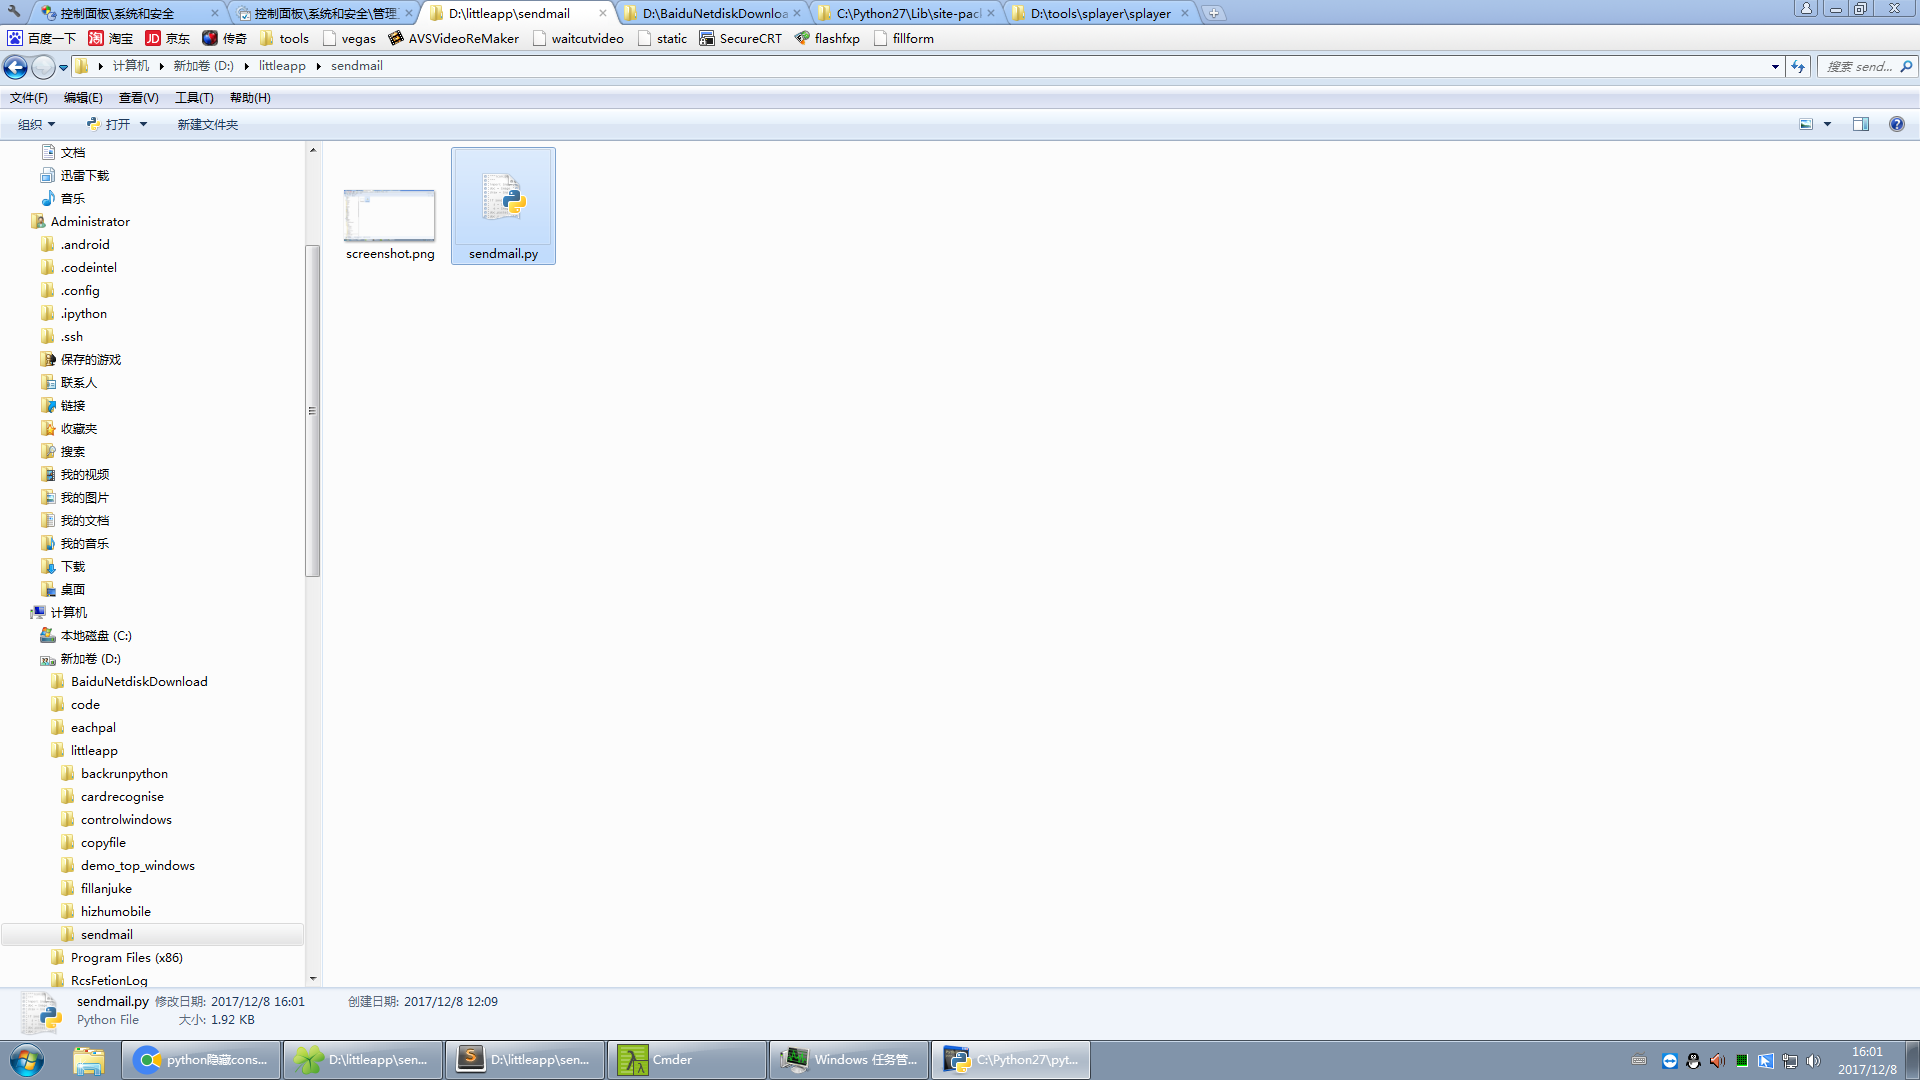 控制面板\系统和安全
控制面板\系统和安全\管理
D:\littleapp\sendmail
D:\BaiduNetdiskDownloa
C:\Python27\Lib\site-pac
D:\tools\splayer\splayer
百度一下
淘宝
京东
传奇
tools
vegas
AVSVideoReMaker
waitcutvideo
static
SecureCRT
flashfxp
fillform
计算机
新加卷 (D:)
littleapp
sendmail
搜索 send...
文件(F)
编辑(E)
查看(V)
工具(T)
帮助(H)
组织
打开
新建文件夹
文档
迅雷下载
音乐
Administrator
.android
.codeintel
.config
.ipython
.ssh
保存的游戏
联系人
链接
收藏夹
搜索
我的视频
我的图片
我的文档
我的音乐
下载
桌面
计算机
本地磁盘 (C:)
新加卷 (D:)
BaiduNetdiskDownload
code
eachpal
littleapp
backrunpython
cardrecognise
controlwindows
copyfile
demo_top_windows
fillanjuke
hizhumobile
sendmail
Program Files (x86)
RcsFetionLog
screenshot.png
sendmail.py
sendmail.py 修改日期: 2017/12/8 16:01 创建日期: 2017/12/8 12:09
Python File 大小: 1.92 KB
python隐藏cons...
D:\littleapp\sen...
D:\littleapp\sen...
Cmder
Windows 任务管...
C:\Python27\pyt...
16:01
2017/12/8